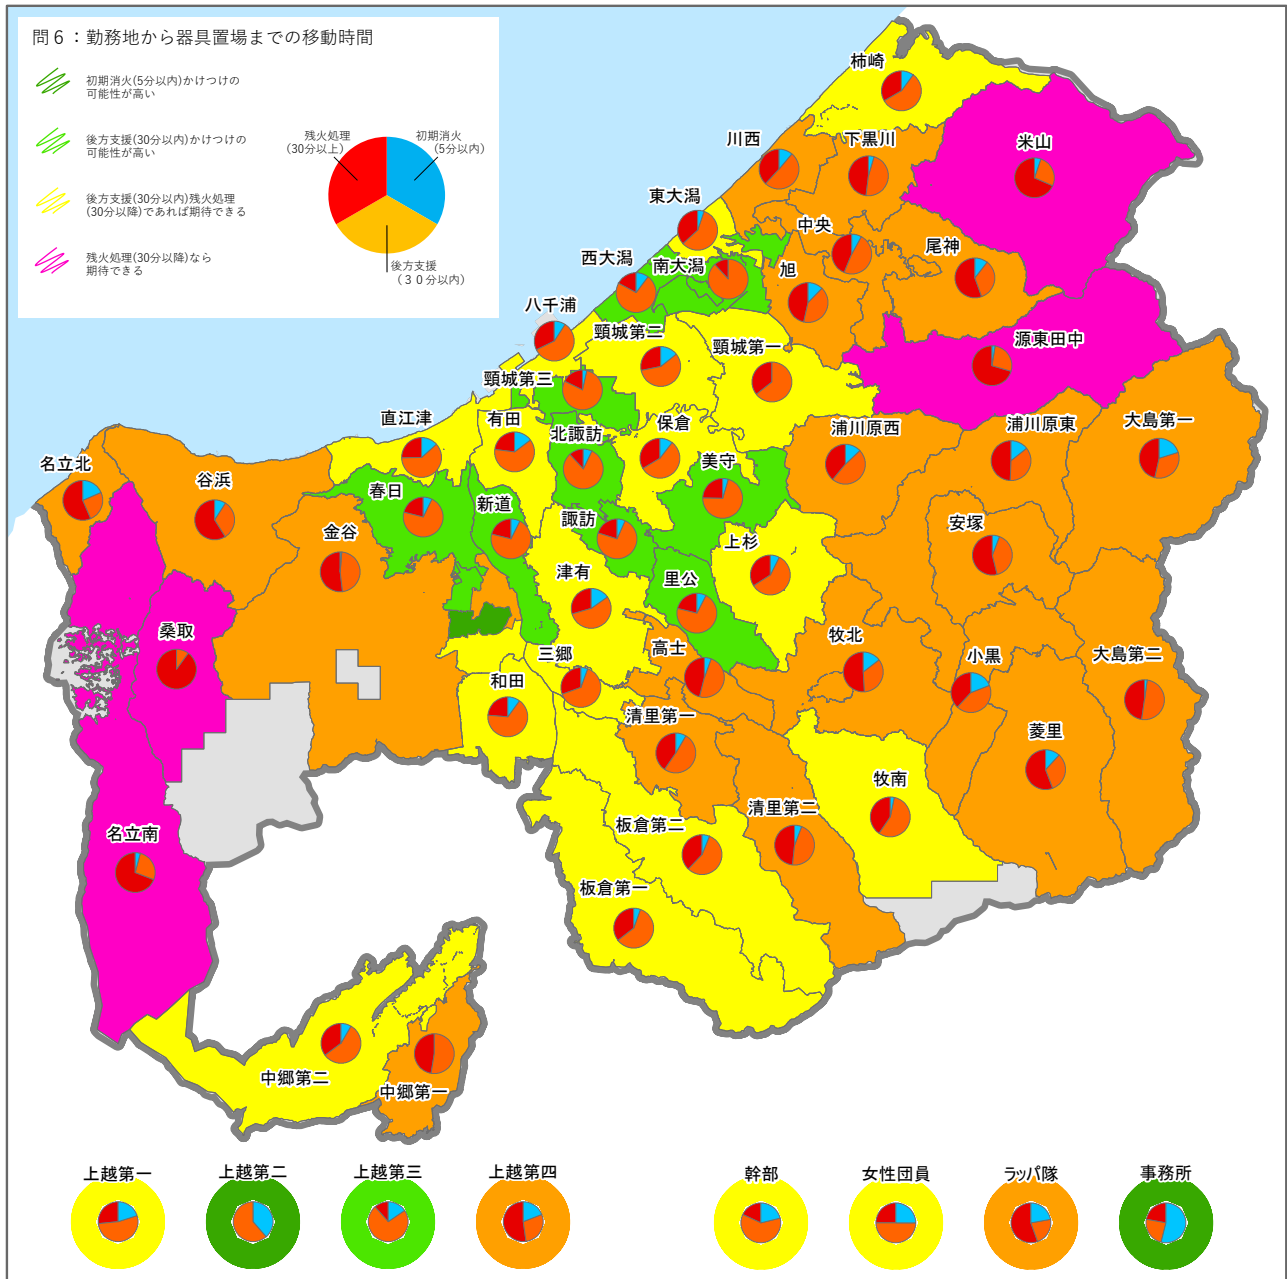 問６：勤務地から器具置場までの移動時間
初期消火(5分以内)かけつけの
可能性が高い
後方支援(30分以内)かけつけの
可能性が高い
後方支援(30分以内)残火処理
(30分以降)であれば期待できる
残火処理(30分以降)なら
期待できる
残火処理
(30分以上)
初期消火
(5分以内)
後方支援
(３０分以内)
柿崎
川西
下黒川
米山
東大潟
中央
尾神
西大潟
南大潟
旭
八千浦
頸城第二
頸城第一
源東田中
頸城第三
直江津
有田
北諏訪
保倉
浦川原西
浦川原東
大島第一
名立北
谷浜
春日
新道
美守
金谷
諏訪
上杉
安塚
津有
里公
桑取
三郷
高士
牧北
小黒
大島第二
和田
清里第一
菱里
牧南
名立南
板倉第二
清里第二
板倉第一
中郷第二
中郷第一
上越第一
上越第二
上越第三
上越第四
幹部
女性団員
ラッパ隊
事務所